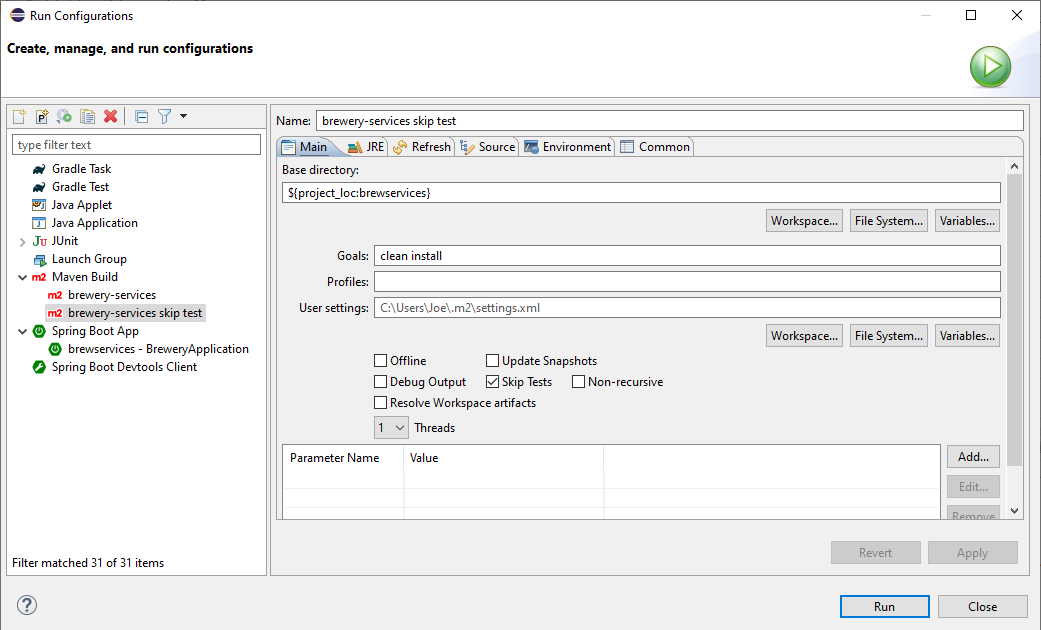 Run Configurations
Create, manage, and run configurations
type filter text
Gradle Task
Gradle Test
Java Applet
Java Application
Ju JUnit
Launch Group
m2 Maven Build
m2 brewery-services
m2 brewery-services skip test
Spring Boot App
brewservices - BreweryApplication
Spring Boot Devtools Client
Filter matched 31 of 31 items
Name: brewery-services skip test
Main JRE Refresh Source Environment Common
Base directory:
${project_loc:brewservices}
Workspace... File System... Variables...
Goals: clean install
Profiles:
User settings: C:\Users\Joe\.m2\settings.xml
Workspace... File System... Variables...
Offline Update Snapshots
Debug Output Skip Tests Non-recursive
Resolve Workspace artifacts
1 Threads
Parameter Name Value
Add...
Edit...
Remove
Revert Apply
Run Close